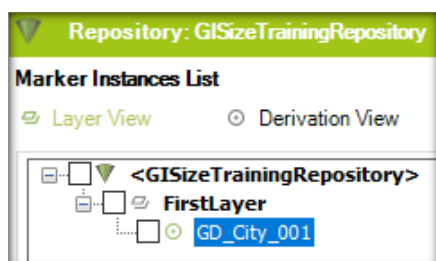 Repository: GISizeTrainingRepository
Marker Instances List
Layer View Derivation View
<GISizeTrainingRepository>
FirstLayer
GD_City_001